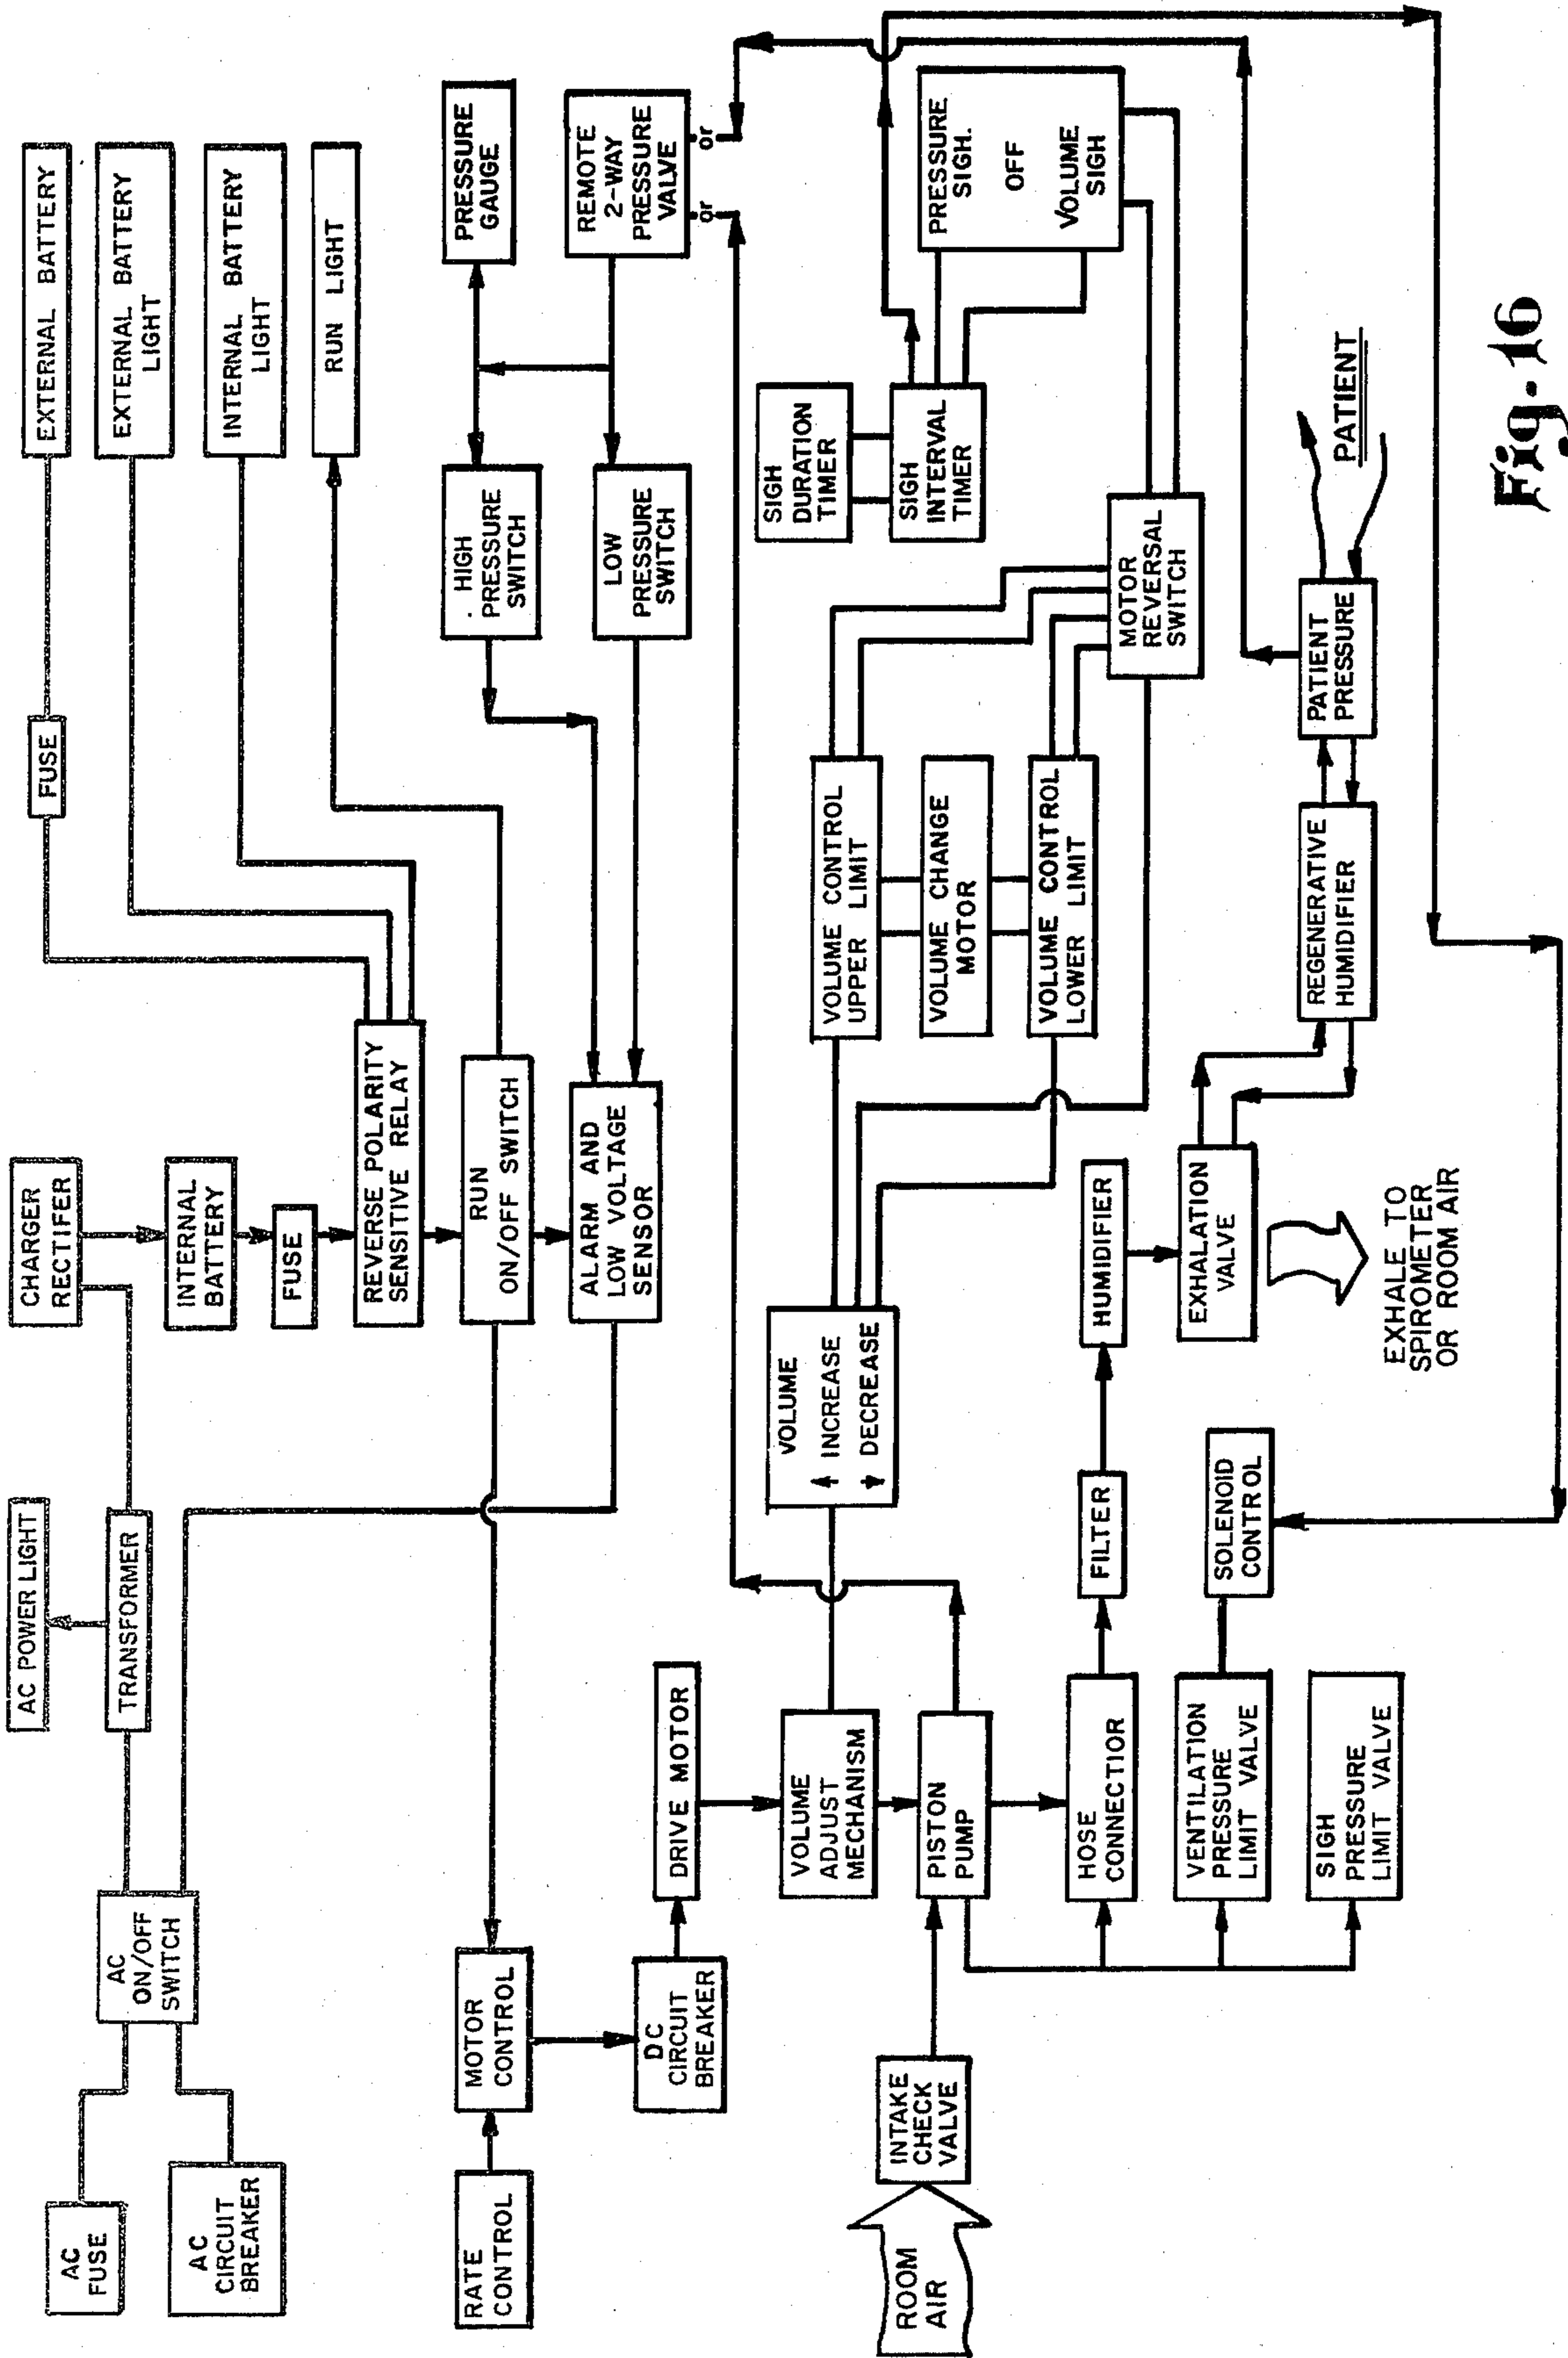 AC
FUSE
AC
CIRCUIT
BREAKER
AC
ON/OFF
SWITCH
AC POWER LIGHT
TRANSFORMER
CHARGER
RECTIFER
INTERNAL
BATTERY
FUSE
REVERSE POLARITY
SENSITIVE RELAY
RUN
ON/OFF SWITCH
ALARM AND
LOW VOLTAGE
SENSOR
FUSE
EXTERNAL BATTERY
EXTERNAL BATTERY
LIGHT
INTERNAL BATTERY
LIGHT
RUN LIGHT
HIGH
PRESSURE
SWITCH
LOW
PRESSURE
SWITCH
PRESSURE
GAUGE
REMOTE
2-WAY
PRESSURE
VALVE
or
or
RATE
CONTROL
MOTOR
CONTROL
DC
CIRCUIT
BREAKER
DRIVE MOTOR
VOLUME
ADJUST
MECHANISM
VOLUME
INCREASE
DECREASE
VOLUME CONTROL
UPPER LIMIT
VOLUME CHANGE
MOTOR
VOLUME CONTROL
LOWER LIMIT
SIGH
DURATION
TIMER
SIGH
INTERVAL
TIMER
MOTOR
REVERSAL
SWITCH
PRESSURE
SIGH.
OFF
VOLUME
SIGH
ROOM
AIR
INTAKE
CHECK
VALVE
PISTON
PUMP
HOSE
CONNECTION
FILTER
HUMIDIFIER
VENTILATION
PRESSURE
LIMIT VALVE
SOLENOID
CONTROL
SIGH
PRESSURE
LIMIT VALVE
EXHALATION
VALVE
EXHALE TO
SPIROMETER
OR ROOM AIR
REGENERATIVE
HUMIDIFIER
PATIENT
PRESSURE
PATIENT
Fig. 16